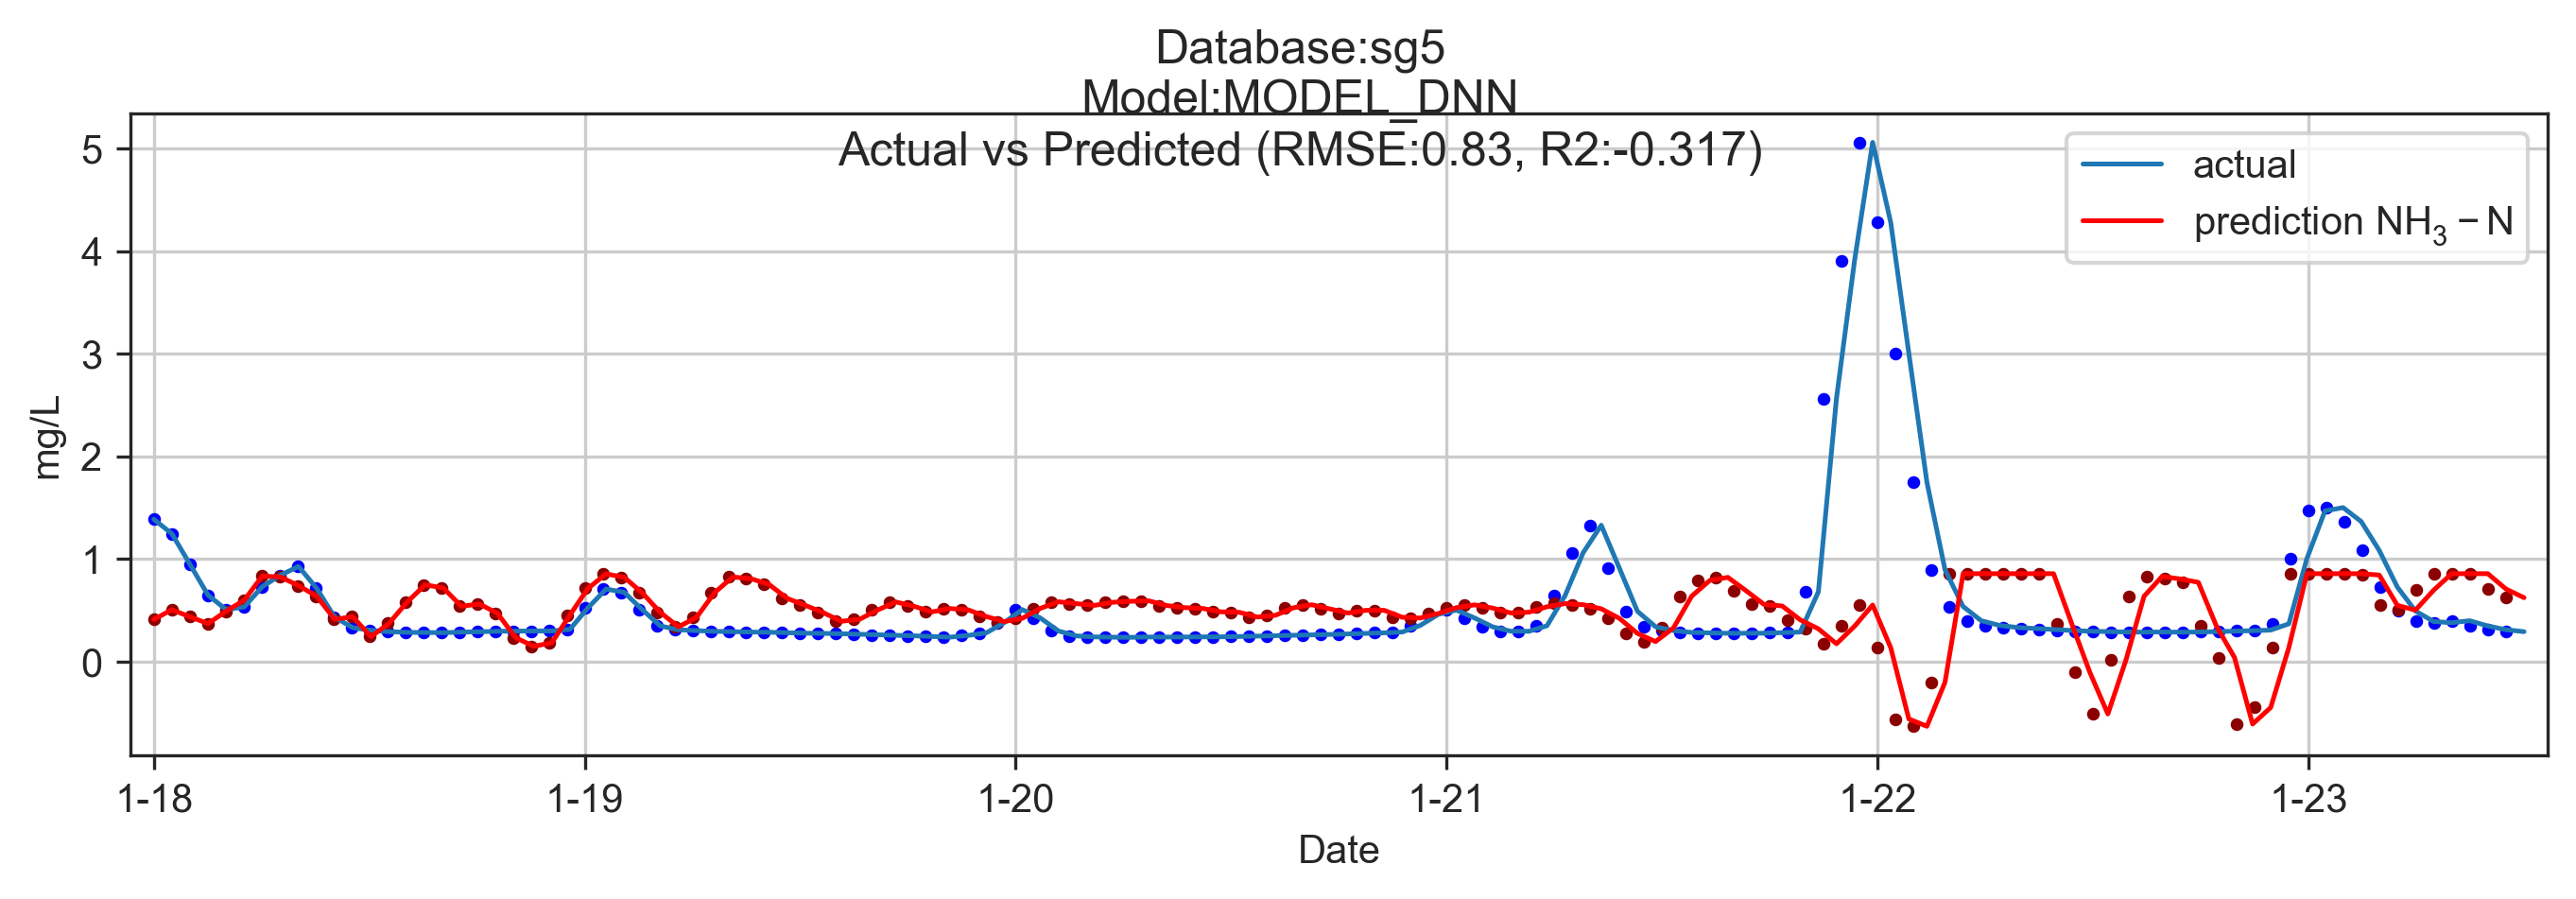 Database:sg5
Model:MODEL_DNN
Actual vs Predicted (RMSE:0.83, R2:-0.317)
actual
prediction NH₃ − N
5
4
3
2
1
0
mg/L
1-18 1-19 1-20 1-21 1-22 1-23
Date